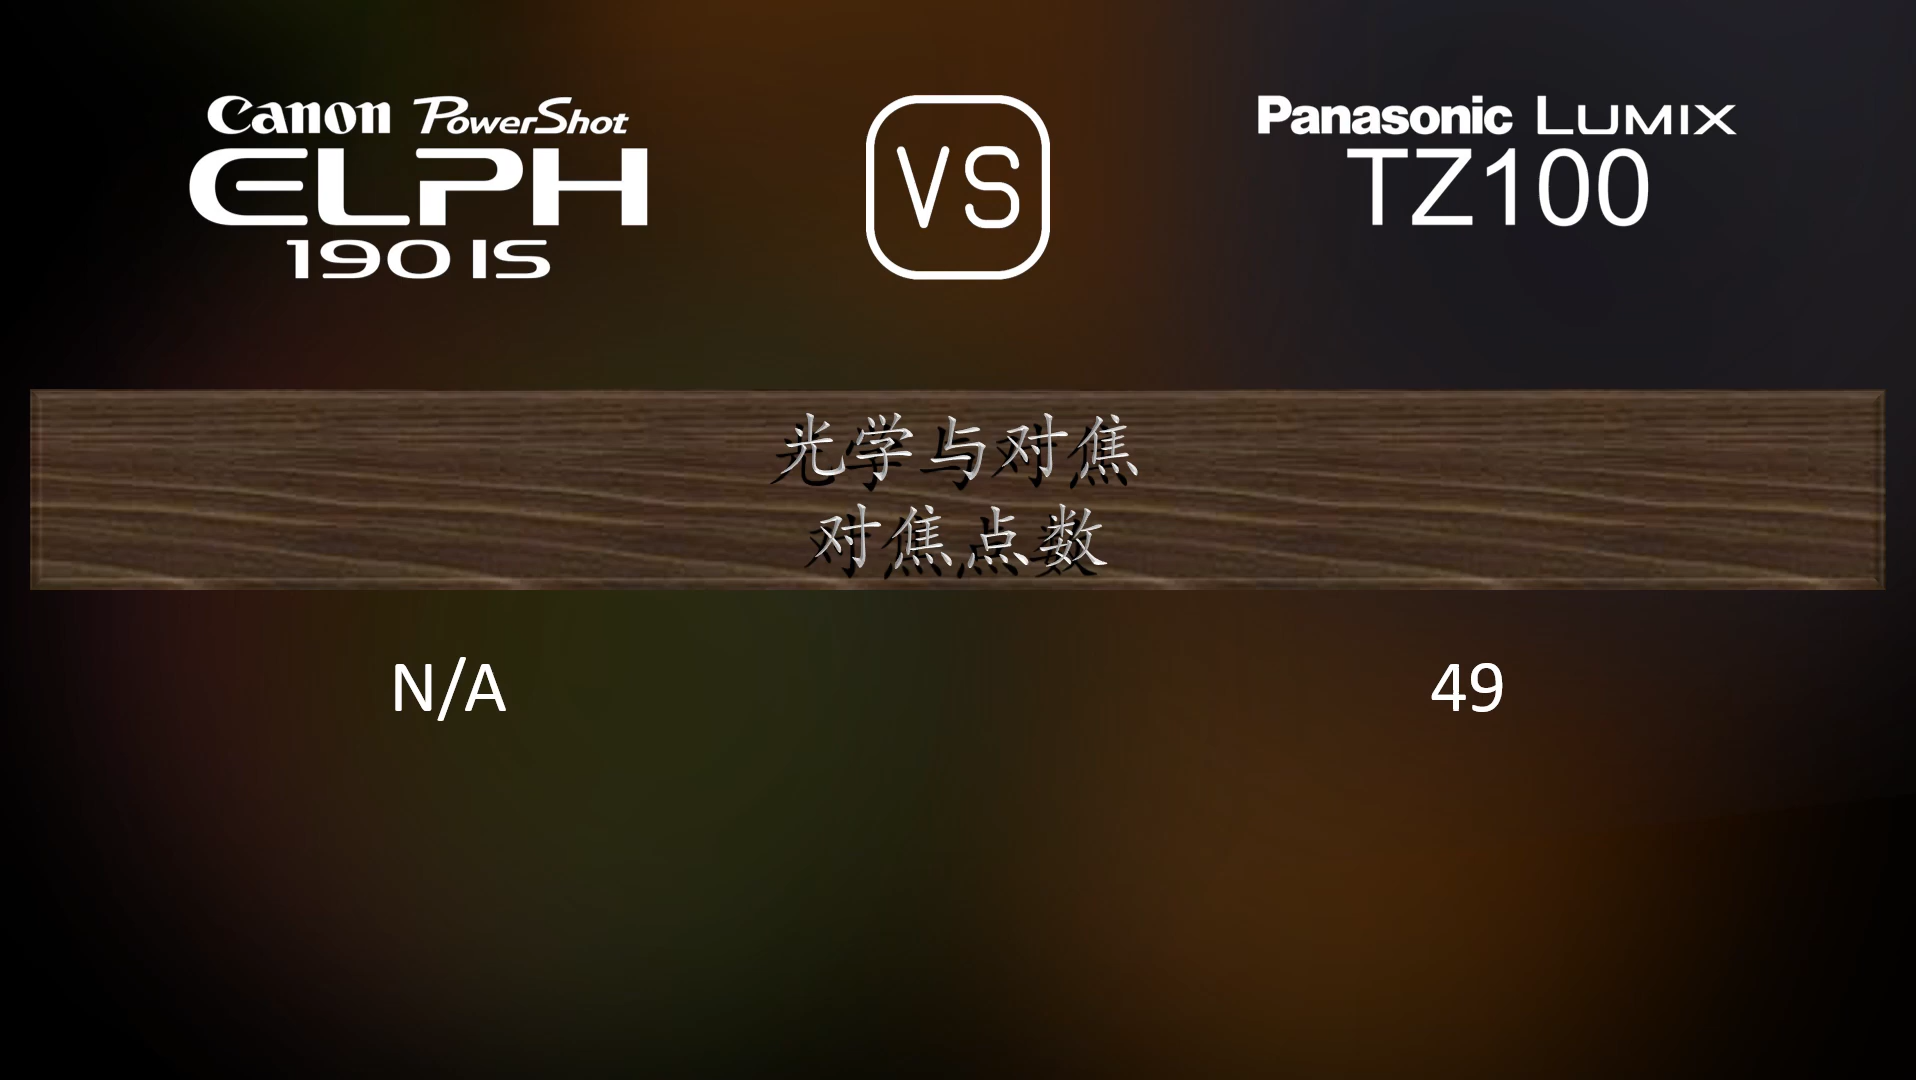 Canon PowerShot
ELPH
190 IS
VS
Panasonic LUMIX
TZ100
光学与对焦
对焦点数
N/A
49